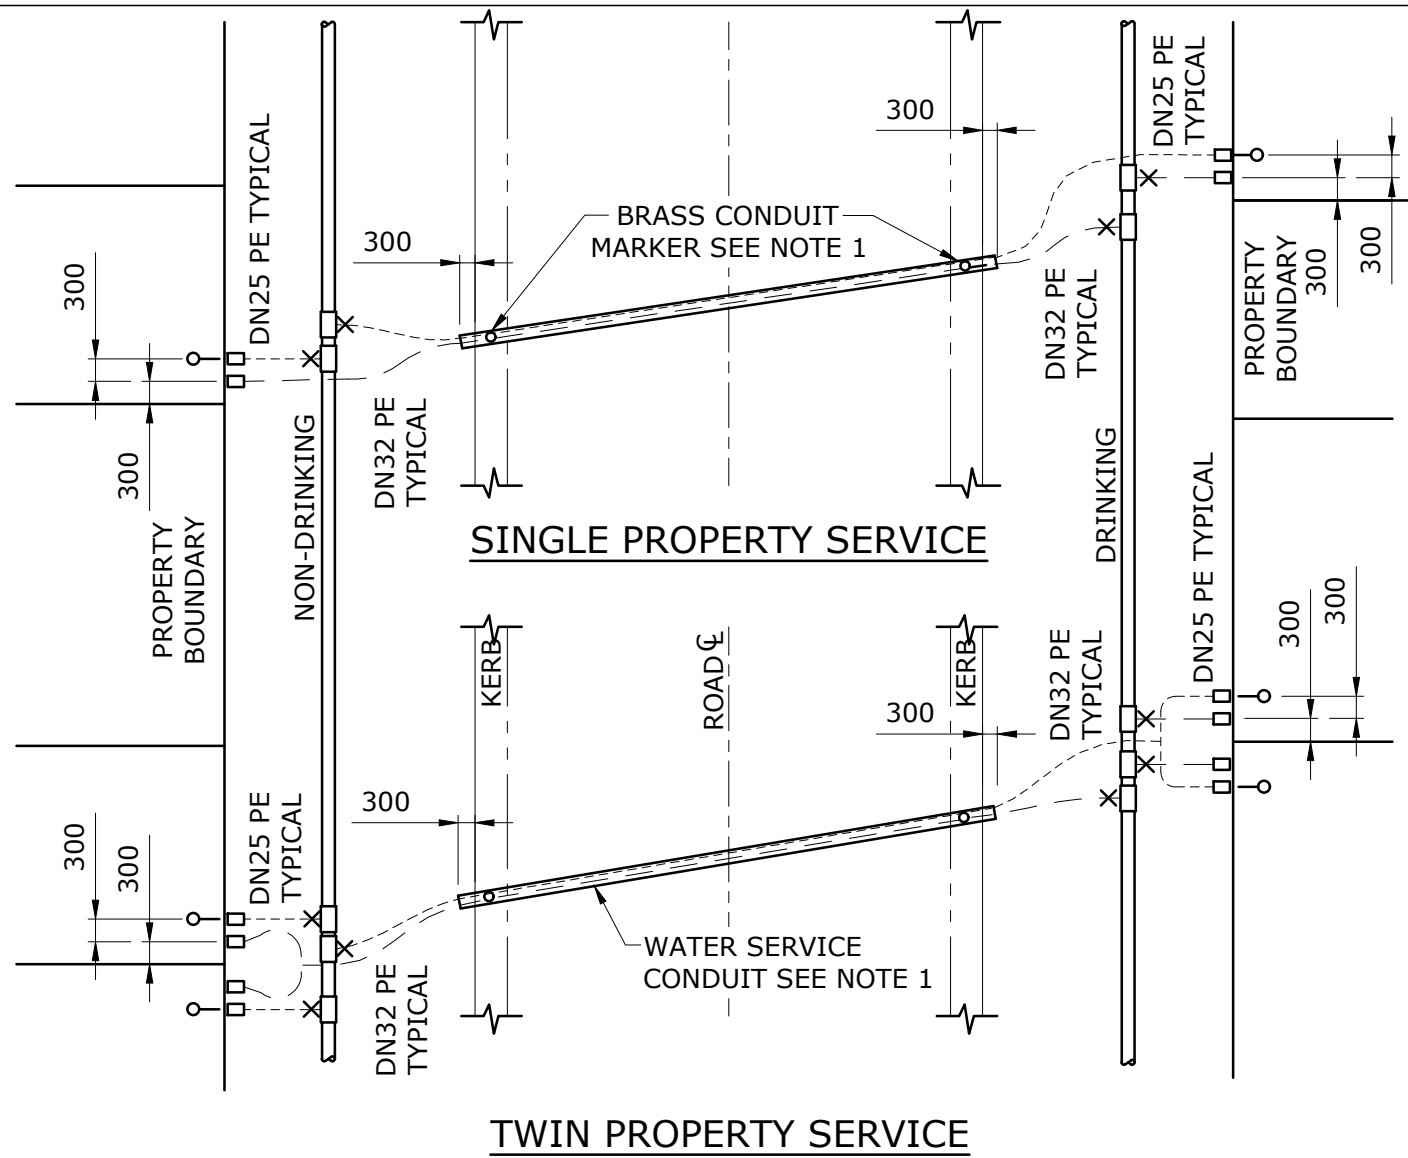 DN25 PE
TYPICAL
300
DN25 PE TYPICAL
BRASS CONDUIT
MARKER SEE NOTE 1
300
300
300
300
300
PROPERTY
BOUNDARY
DN32 PE
TYPICAL
DN32 PE
TYPICAL
300
NON-DRINKING
DRINKING
DN25 PE TYPICAL
PROPERTY
BOUNDARY
SINGLE PROPERTY SERVICE
KERB
ROAD ℄
KERB
DN32 PE
TYPICAL
300
300
300
DN25 PE
TYPICAL
300
300
300
WATER SERVICE
CONDUIT SEE NOTE 1
DN32 PE
TYPICAL
TWIN PROPERTY SERVICE